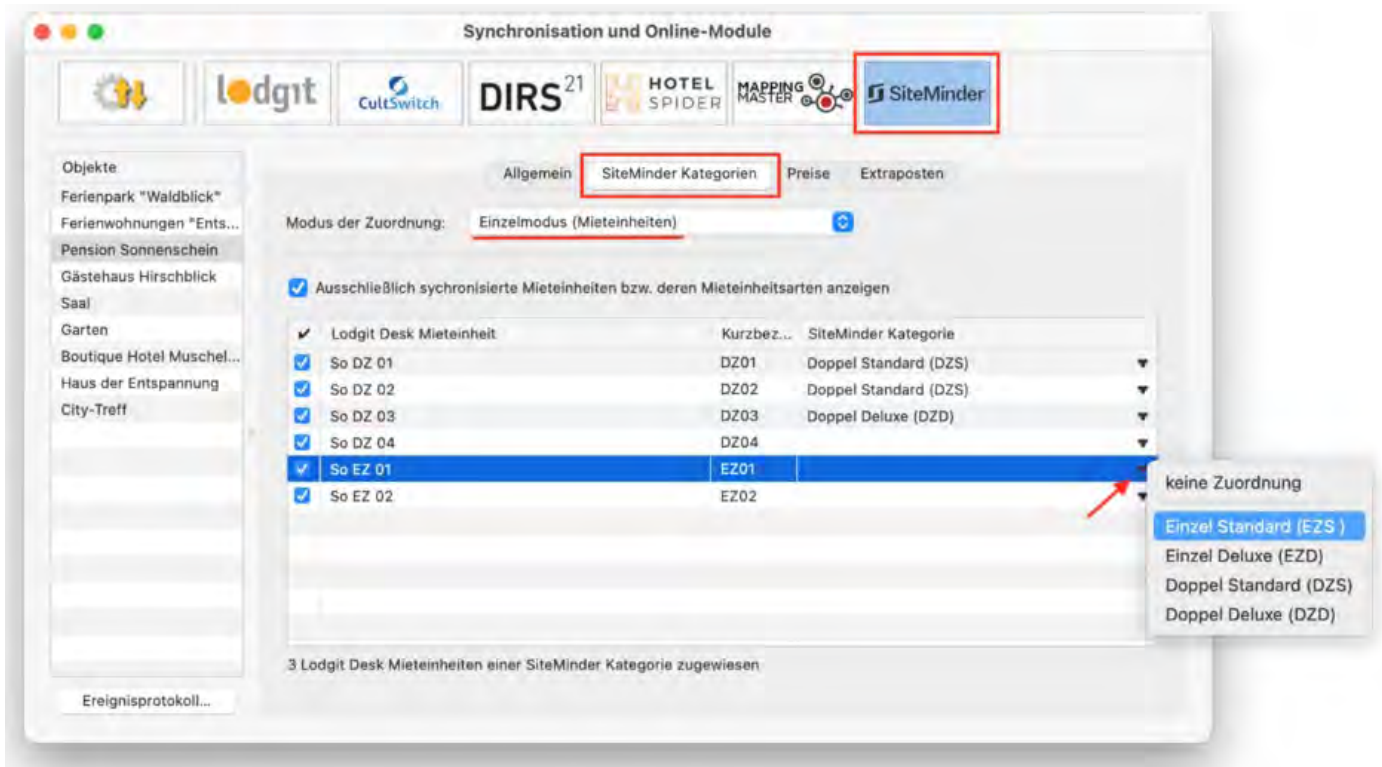 Synchronisation und Online-Module
lodgit CultSwitch DIRS21 HOTEL SPIDER MAPPING MASTER SiteMinder
Allgemein SiteMinder Kategorien Preise Extraposten
Objekte
Ferienpark "Waldblick"
Ferienwohnungen "Ents...
Pension Sonnenschein
Gästehaus Hirschblick
Saal
Garten
Boutique Hotel Muschel...
Haus der Entspannung
City-Treff
Ereignisprotokoll...
Modus der Zuordnung: Einzelmodus (Mieteinheiten)
Ausschließlich sychronisierte Mieteinheiten bzw. deren Mieteinheitsarten anzeigen
Lodgit Desk Mieteinheit Kurzbez... SiteMinder Kategorie
So DZ 01 DZ01 Doppel Standard (DZS)
So DZ 02 DZ02 Doppel Standard (DZS)
So DZ 03 DZ03 Doppel Deluxe (DZD)
So DZ 04 DZ04
So EZ 01 EZ01
So EZ 02 EZ02
3 Lodgit Desk Mieteinheiten einer SiteMinder Kategorie zugewiesen
keine Zuordnung
Einzel Standard (EZS )
Einzel Deluxe (EZD)
Doppel Standard (DZS)
Doppel Deluxe (DZD)